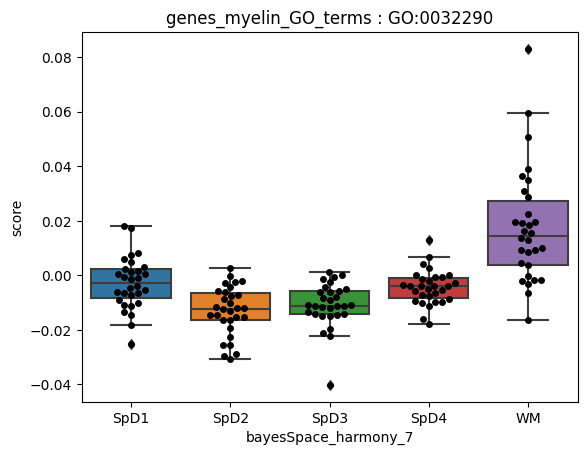 genes_myelin_GO_terms : GO:0032290
score
0.08
0.06
0.04
0.02
0.00
−0.02
−0.04
SpD1 SpD2 SpD3 SpD4 WM
bayesSpace_harmony_7